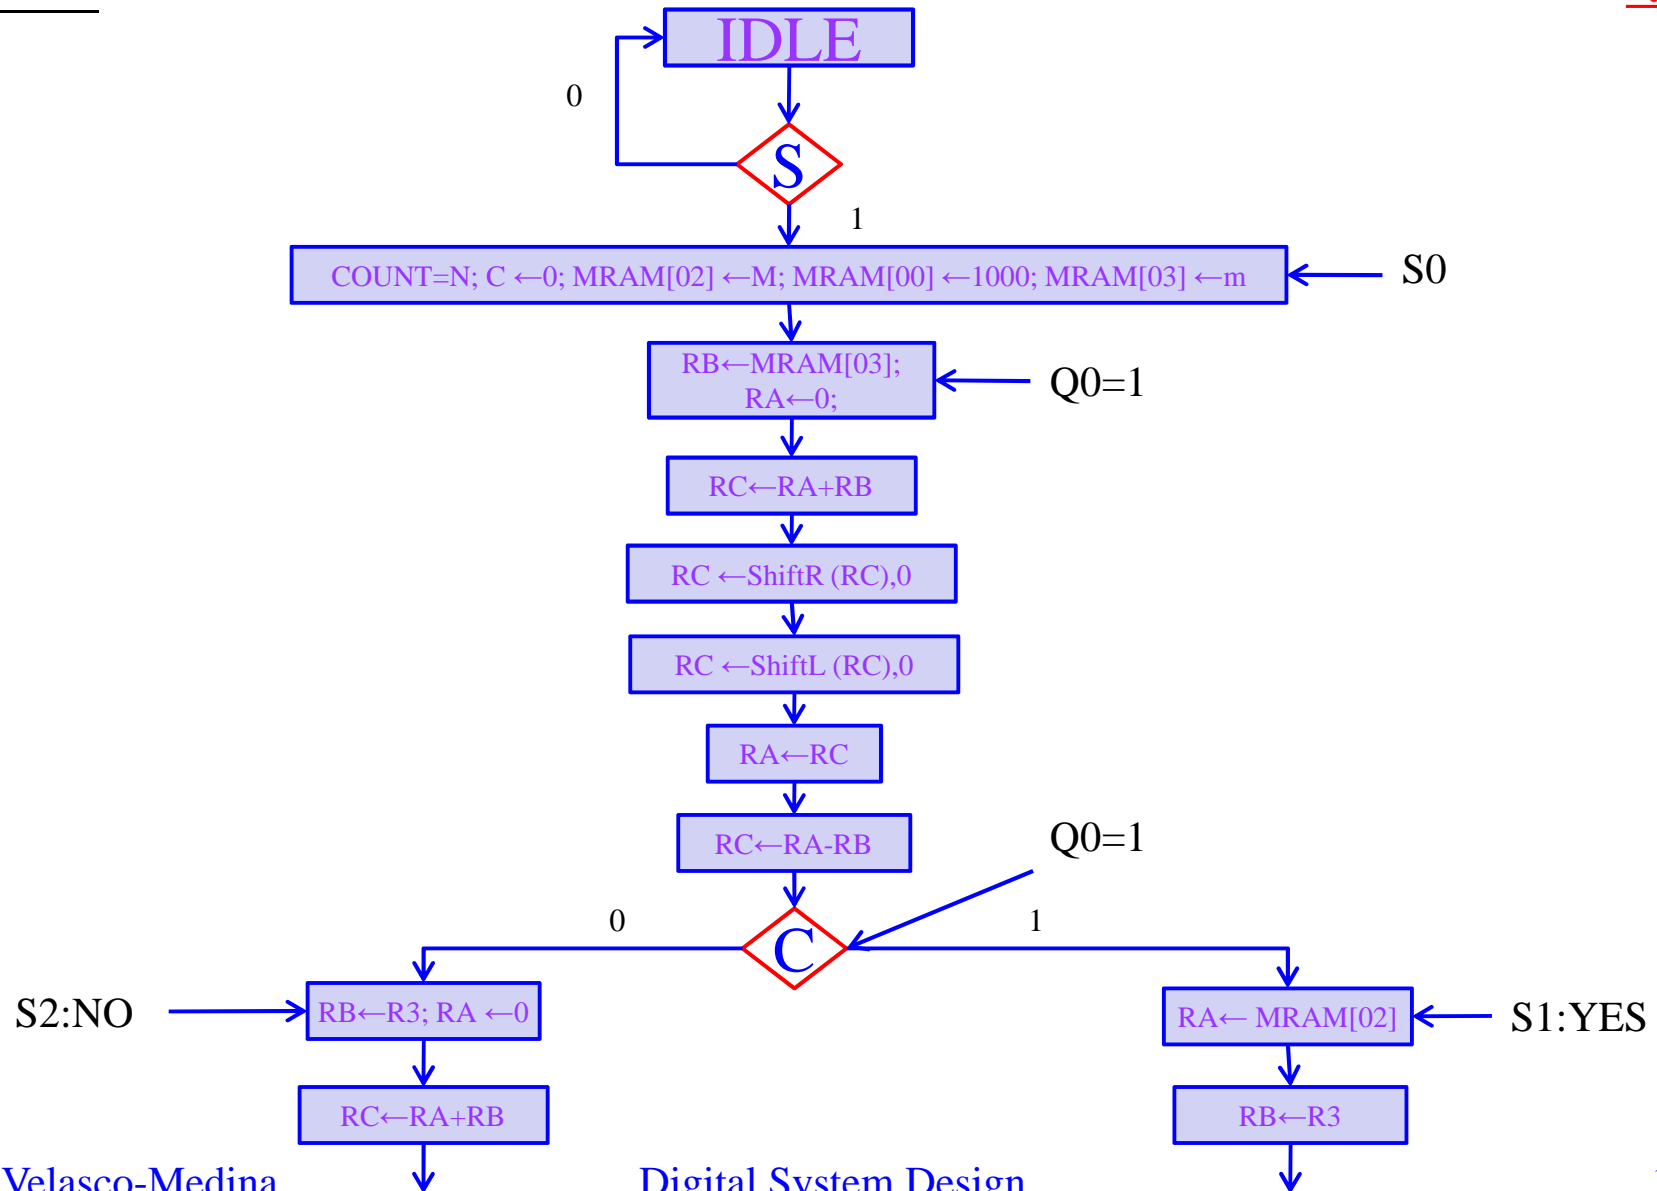 IDLE
0
S
1
COUNT=N; C ←0; MRAM[02] ←M; MRAM[00] ←1000; MRAM[03] ←m
S0
RB←MRAM[03];
RA←0;
Q0=1
RC←RA+RB
RC ←ShiftR (RC),0
RC ←ShiftL (RC),0
RA←RC
RC←RA-RB
Q0=1
0
C
1
S2:NO
RB←R3; RA ←0
RA← MRAM[02]
S1:YES
RC←RA+RB
RB←R3
Velasco-Medina
Digital System Design